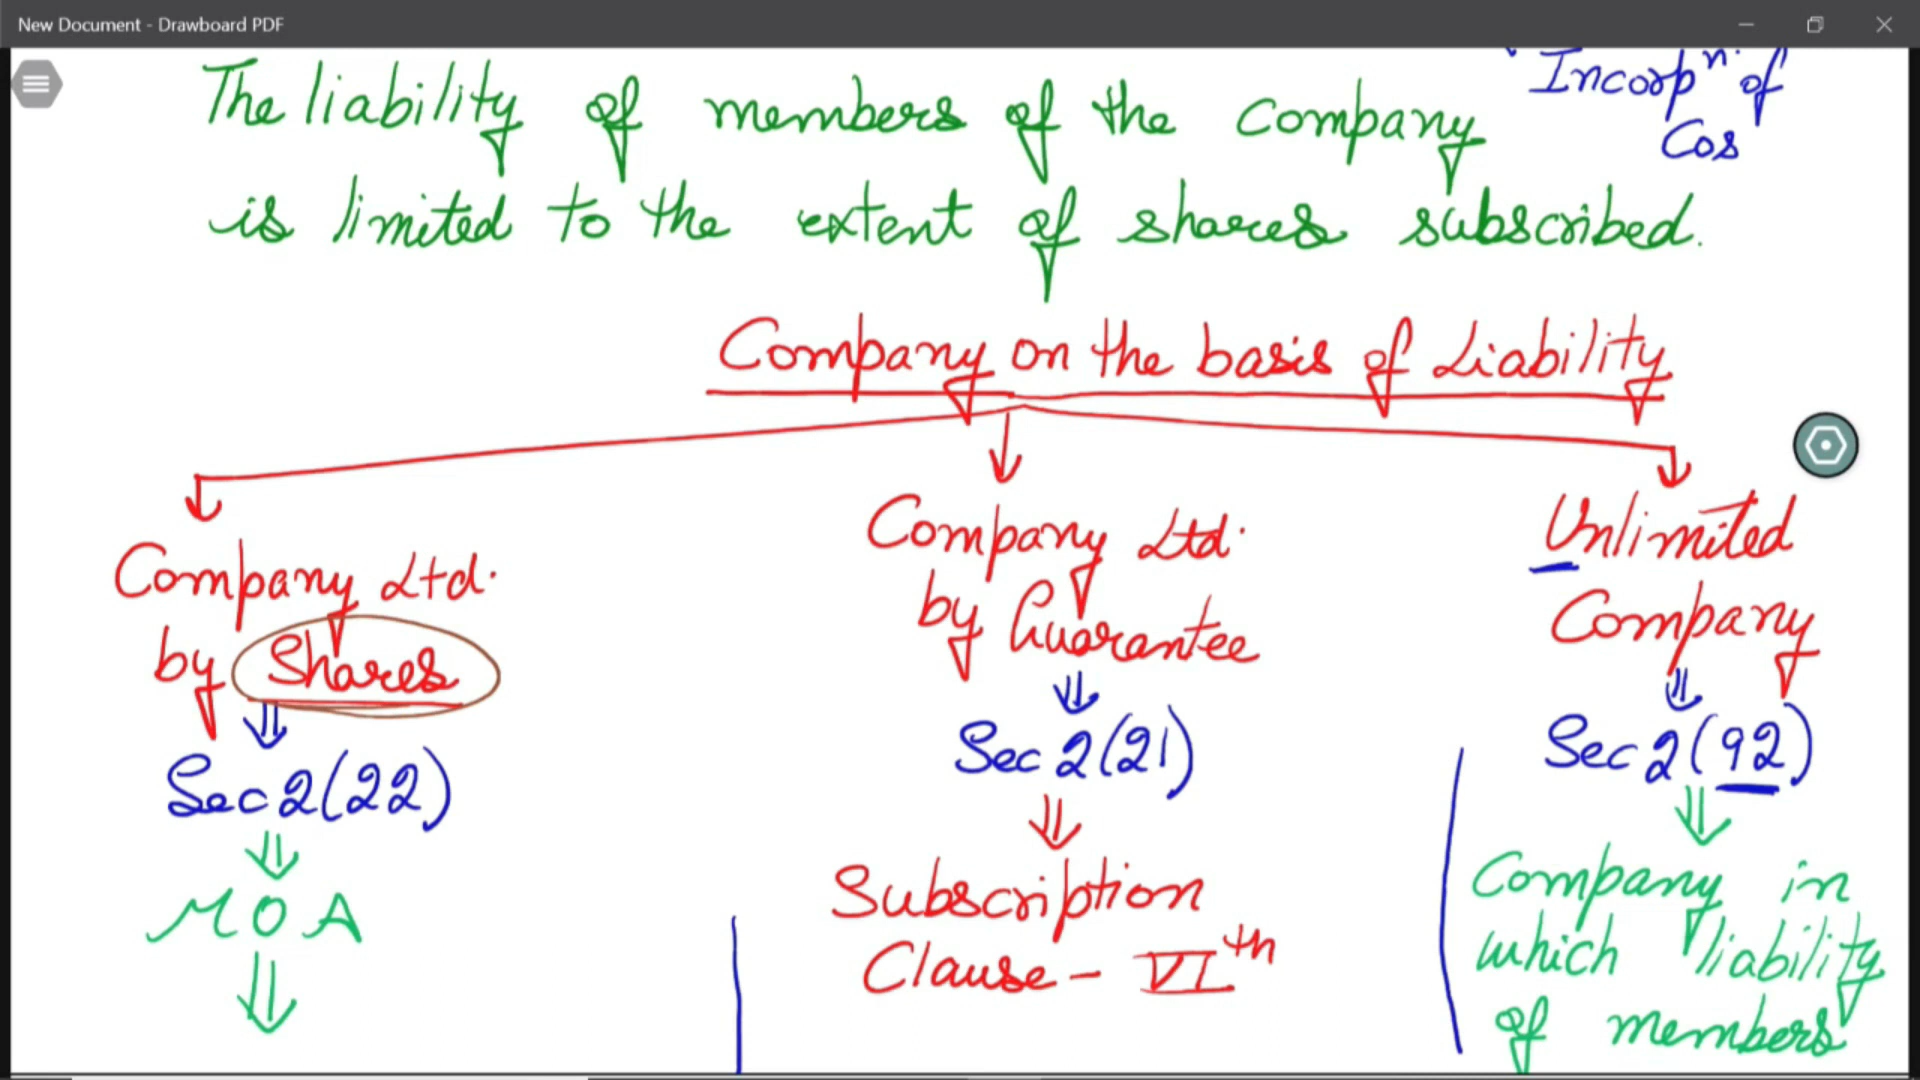 New Document - Drawboard PDF
Incorpⁿ. of
Cos
The liability of members of the Company
is limited to the extent of shares subscribed.
Company on the basis of Liability
Company Ltd.
by Shares
Sec 2(22)
MOA
Company Ltd.
by Guarantee
Sec 2(21)
Subscription
Clause - VIth
Unlimited
Company
Sec 2(92)
Company in
which liability
of members